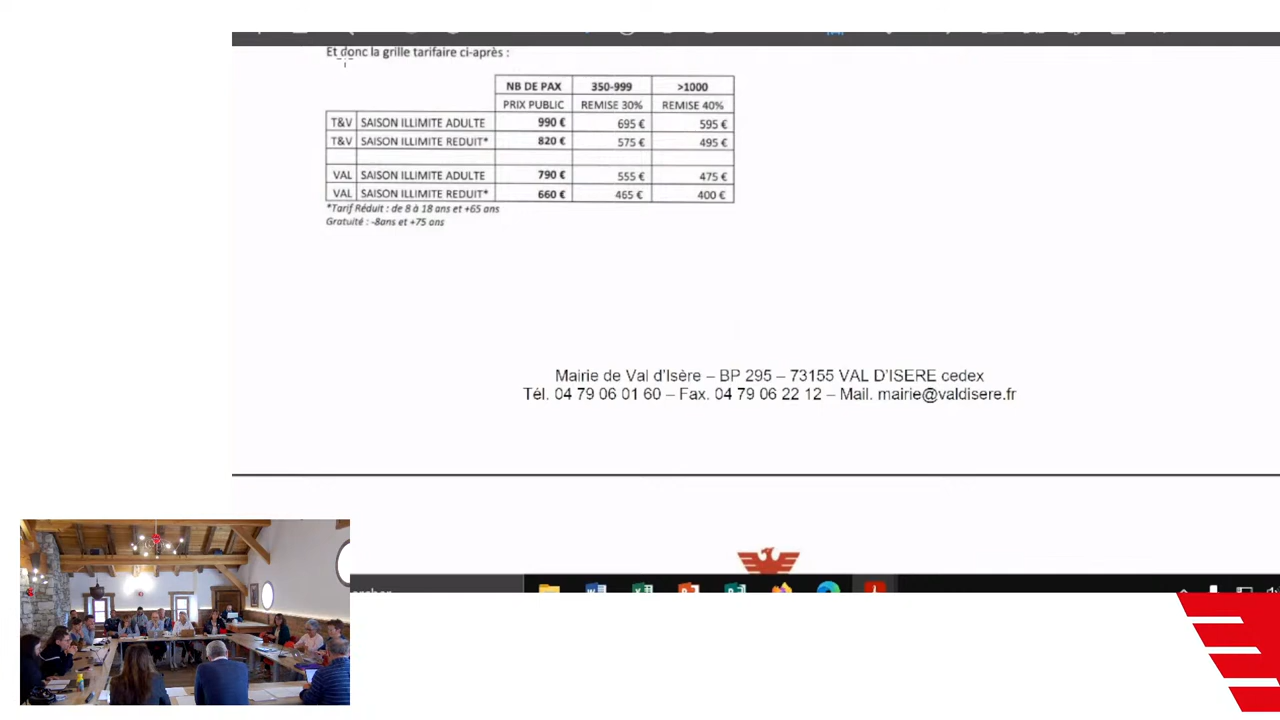 Et donc la grille tarifaire ci-après :
NB DE PAX 350-999 >1000
PRIX PUBLIC REMISE 30% REMISE 40%
T&V SAISON ILLIMITE ADULTE 990 € 695 € 595 €
T&V SAISON ILLIMITE REDUIT* 820 € 575 € 495 €
VAL SAISON ILLIMITE ADULTE 790 € 555 € 475 €
VAL SAISON ILLIMITE REDUIT* 660 € 465 € 400 €
*Tarif Réduit : de 8 à 18 ans et +65 ans
Gratuité : -8ans et +75 ans
Mairie de Val d'Isère – BP 295 – 73155 VAL D'ISERE cedex
Tél. 04 79 06 01 60 – Fax. 04 79 06 22 12 – Mail. mairie@valdisere.fr